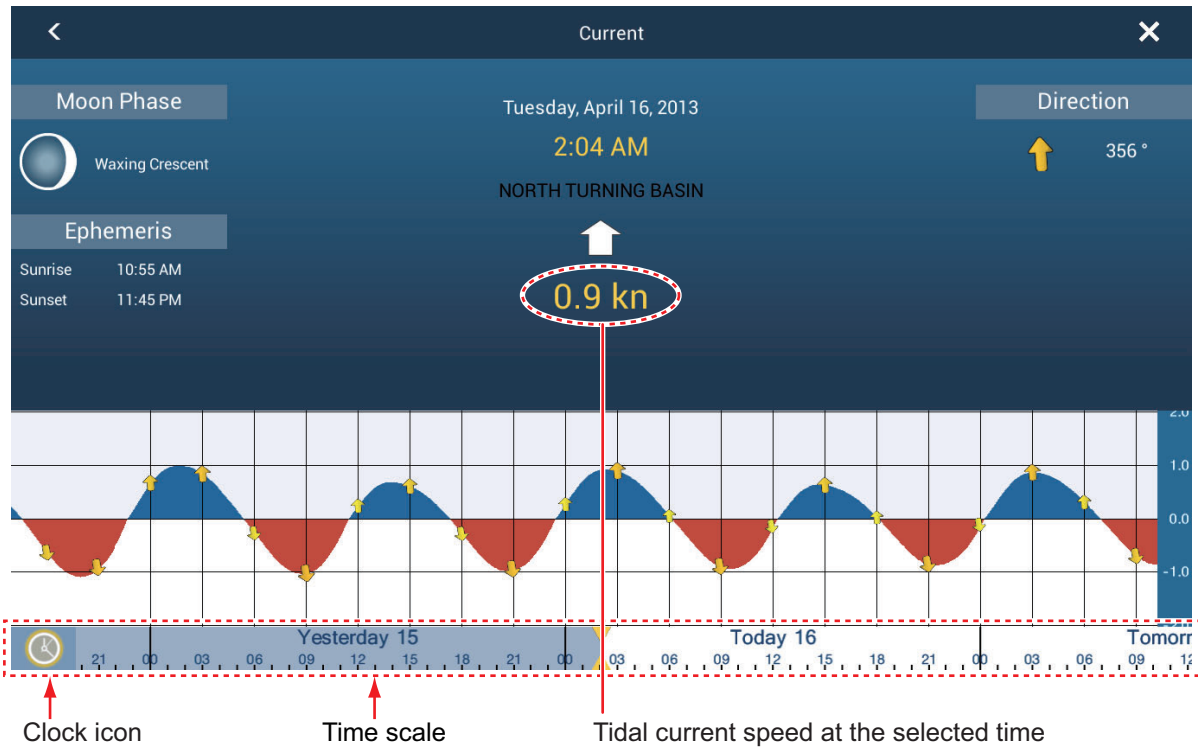 Current
Moon Phase
Waxing Crescent
Ephemeris
Sunrise 10:55 AM
Sunset 11:45 PM
Tuesday, April 16, 2013
2:04 AM
NORTH TURNING BASIN
0.9 kn
Direction
356 °
2.0
1.0
0.0
-1.0
Yesterday 15 Today 16 Tomorr
21 00 03 06 09 12 15 18 21 00 03 06 09 12 15 18 21 00 03 06 09 12
Clock icon
Time scale
Tidal current speed at the selected time